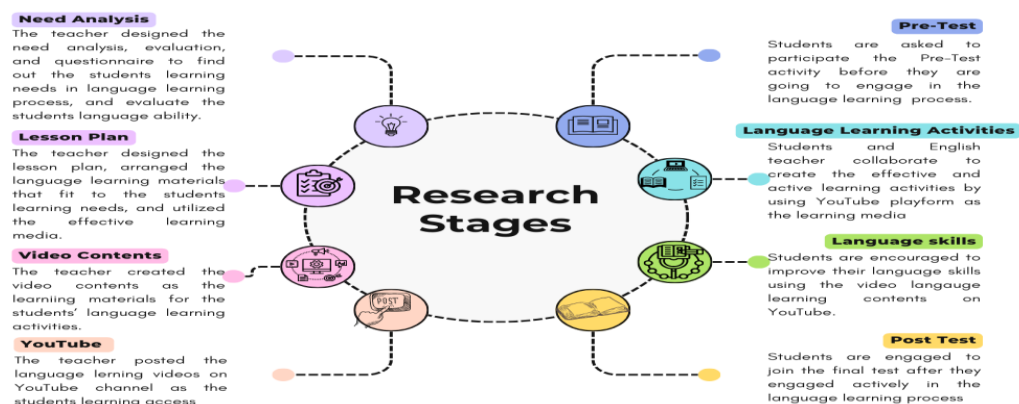 Need Analysis
The teacher designed the
need analysis, evaluation,
and questionnaire to find
out the students learning
needs in language learning
process, and evaluate the
students language ability.
Lesson Plan
The teacher designed the
lesson plan, arranged the
language learning materials
that fit to the students
learning needs, and utilized
the effective learning
media.
Video Contents
The teacher created the
video contents as the
learniing materials for the
students' language learning
activities.
YouTube
The teacher posted the
language lerning videos on
YouTube channel as the
students learning access
Research
Stages
POST
Pre-Test
Students are asked to
participate the Pre-Test
activity before they are
going to engage in the
language learning process.
Language Learning Activities
Students and English
teacher collaborate to
create the effective and
active learning activities by
using YouTube playform as
the learning media
Language skills
Students are encouraged to
improve their language skills
using the video langauge
learning contents on
YouTube.
Post Test
Students are engaged to
join the final test after they
engaged actively in the
language learning process